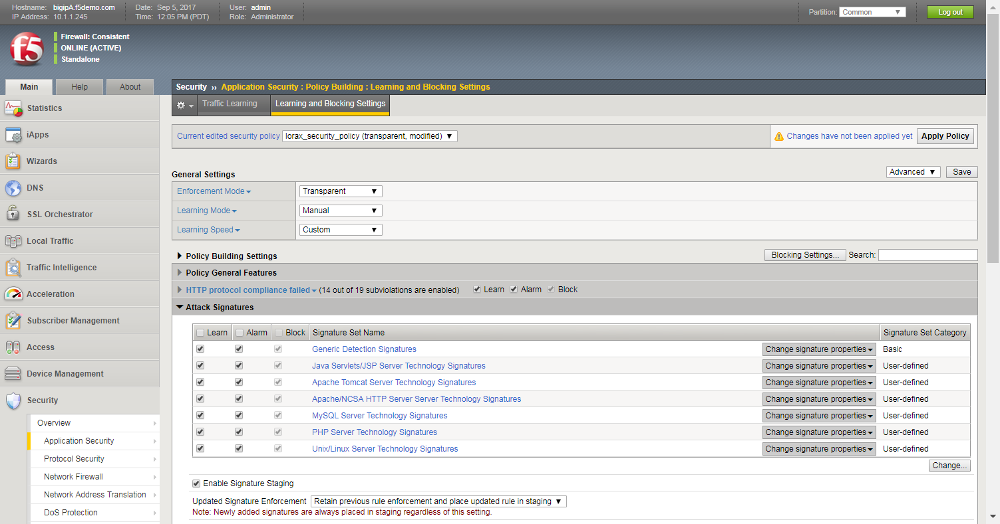 Hostname: bigipA.f5demo.com Date: Sep 5, 2017 User: admin
IP Address: 10.1.1.245 Time: 12:05 PM (PDT) Role: Administrator
Partition: Common Log out
f5
Firewall: Consistent
ONLINE (ACTIVE)
Standalone
Main Help About
Security ›› Application Security : Policy Building : Learning and Blocking Settings
Traffic Learning Learning and Blocking Settings
Statistics
iApps
Wizards
DNS
SSL Orchestrator
Local Traffic
Traffic Intelligence
Acceleration
Subscriber Management
Access
Device Management
Security
Overview
Application Security
Protocol Security
Network Firewall
Network Address Translation
DoS Protection
Current edited security policy lorax_security_policy (transparent, modified) Changes have not been applied yet Apply Policy
General Settings Advanced Save
Enforcement Mode Transparent
Learning Mode Manual
Learning Speed Custom
Policy Building Settings Blocking Settings... Search:
Policy General Features
HTTP protocol compliance failed (14 out of 19 subviolations are enabled) Learn Alarm Block
Attack Signatures
Learn Alarm Block Signature Set Name Signature Set Category
Generic Detection Signatures Change signature properties Basic
Java Servlets/JSP Server Technology Signatures Change signature properties User-defined
Apache Tomcat Server Technology Signatures Change signature properties User-defined
Apache/NCSA HTTP Server Server Technology Signatures Change signature properties User-defined
MySQL Server Technology Signatures Change signature properties User-defined
PHP Server Technology Signatures Change signature properties User-defined
Unix/Linux Server Technology Signatures Change signature properties User-defined
Change...
Enable Signature Staging
Updated Signature Enforcement Retain previous rule enforcement and place updated rule in staging
Note: Newly added signatures are always placed in staging regardless of this setting.